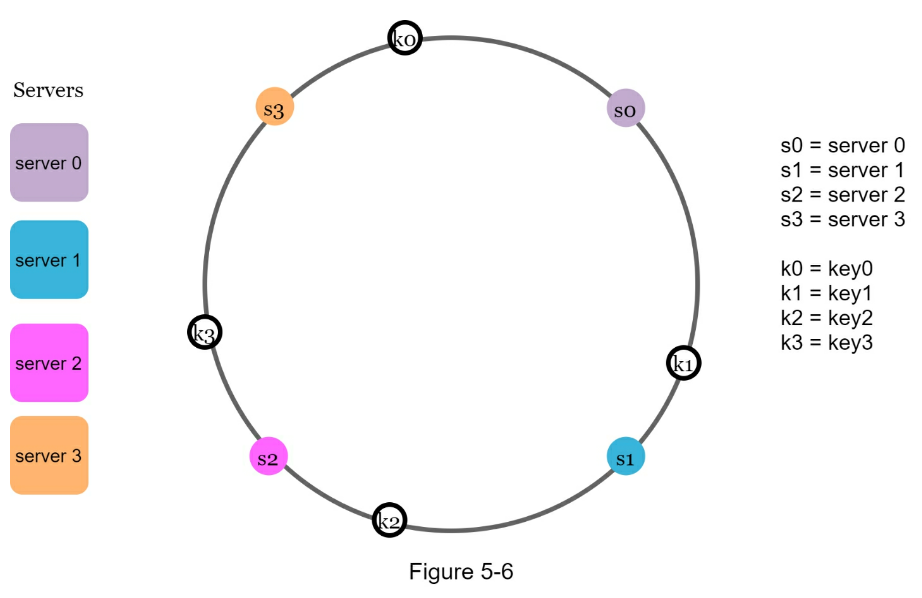 Servers
server 0
server 1
server 2
server 3
k0
s3
s0
k3
k1
s2
s1
k2
s0 = server 0
s1 = server 1
s2 = server 2
s3 = server 3
k0 = key0
k1 = key1
k2 = key2
k3 = key3
Figure 5-6